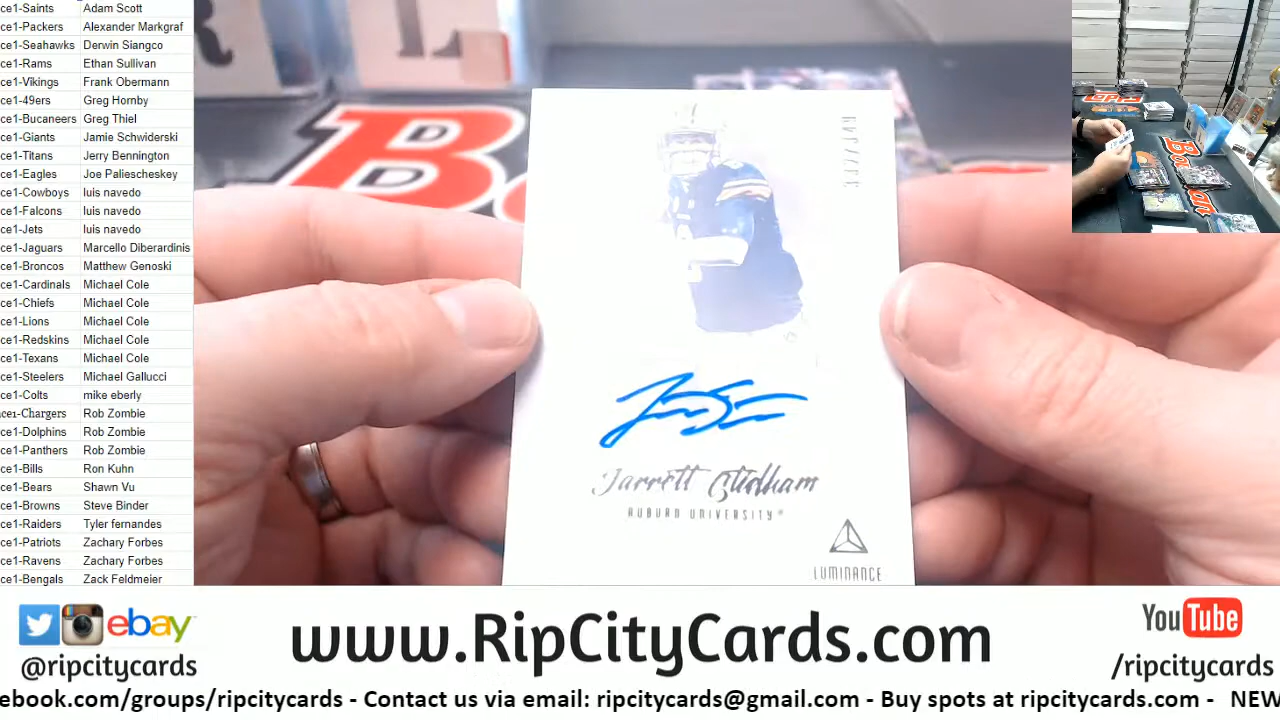 ce1-Saints Adam Scott
ce1-Packers Alexander Markgraf
ce1-Seahawks Derwin Siangco
ce1-Rams Ethan Sullivan
ce1-Vikings Frank Obermann
ce1-49ers Greg Hornby
ce1-Bucaneers Greg Thiel
ce1-Giants Jamie Schwisnski
ce1-Titans Jerry Bennington
ce1-Eagles Joe Paliescheskey
ce1-Cowboys luis navedo
ce1-Falcons luis navedo
ce1-Jets luis navedo
ce1-Jaguars Marcello Diberardinis
ce1-Broncos Matthew Genoski
ce1-Cardinals Michael Cole
ce1-Chiefs Michael Cole
ce1-Lions Michael Cole
ce1-Redskins Michael Cole
ce1-Texans Michael Cole
ce1-Steelers Michael Gallucci
ce1-Colts mike eberly
ace1-Chargers Rob Zombie
ce1-Dolphins Rob Zombie
ce1-Panthers Rob Zombie
ce1-Bills Ron Kuhn
ce1-Bears Shawn Vu
ce1-Browns Steve Binder
ce1-Raiders Tyler fernandes
ce1-Patriots Zachary Forbes
ce1-Ravens Zachary Forbes
ce1-Bengals Zack Feldmeier
Jarrett Stidham
AUBURN UNIVERSITY®
LUMINANCE
ebay
@ripcitycards
www.RipCityCards.com
YouTube
/ripcitycards
ebook.com/groups/ripcitycards - Contact us via email: ripcitycards@gmail.com - Buy spots at ripcitycards.com - NEW